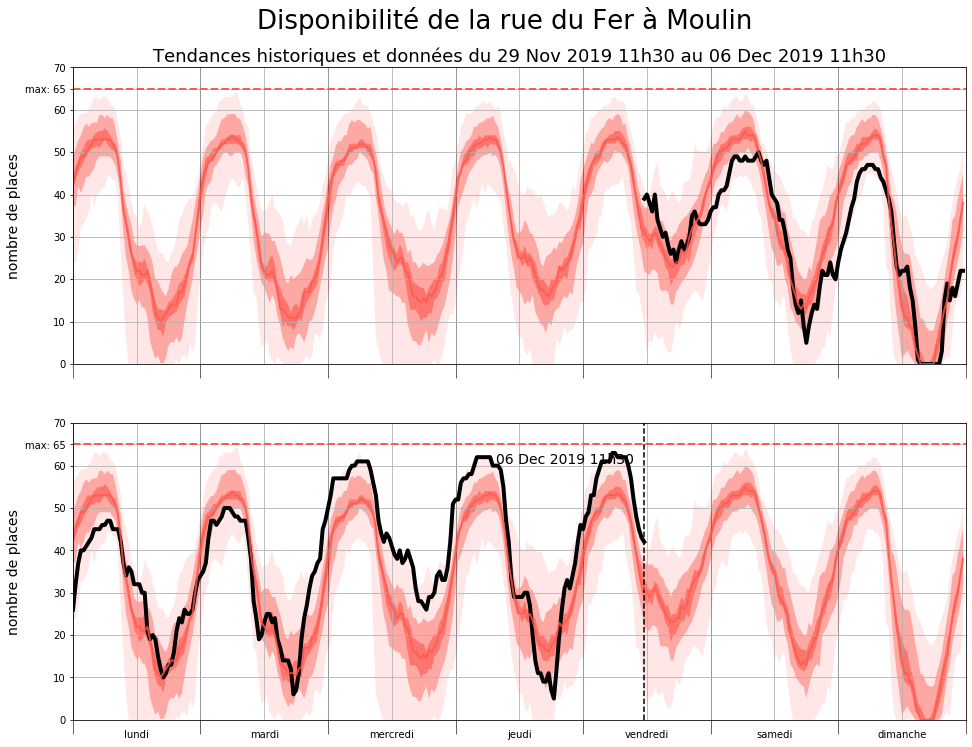 Disponibilité de la rue du Fer à Moulin
Tendances historiques et données du 29 Nov 2019 11h30 au 06 Dec 2019 11h30
70
max: 65
60
50
40
30
20
10
0
nombre de places
70
max: 65
60
50
40
30
20
10
0
nombre de places
06 Dec 2019 11h30
lundi mardi mercredi jeudi vendredi samedi dimanche